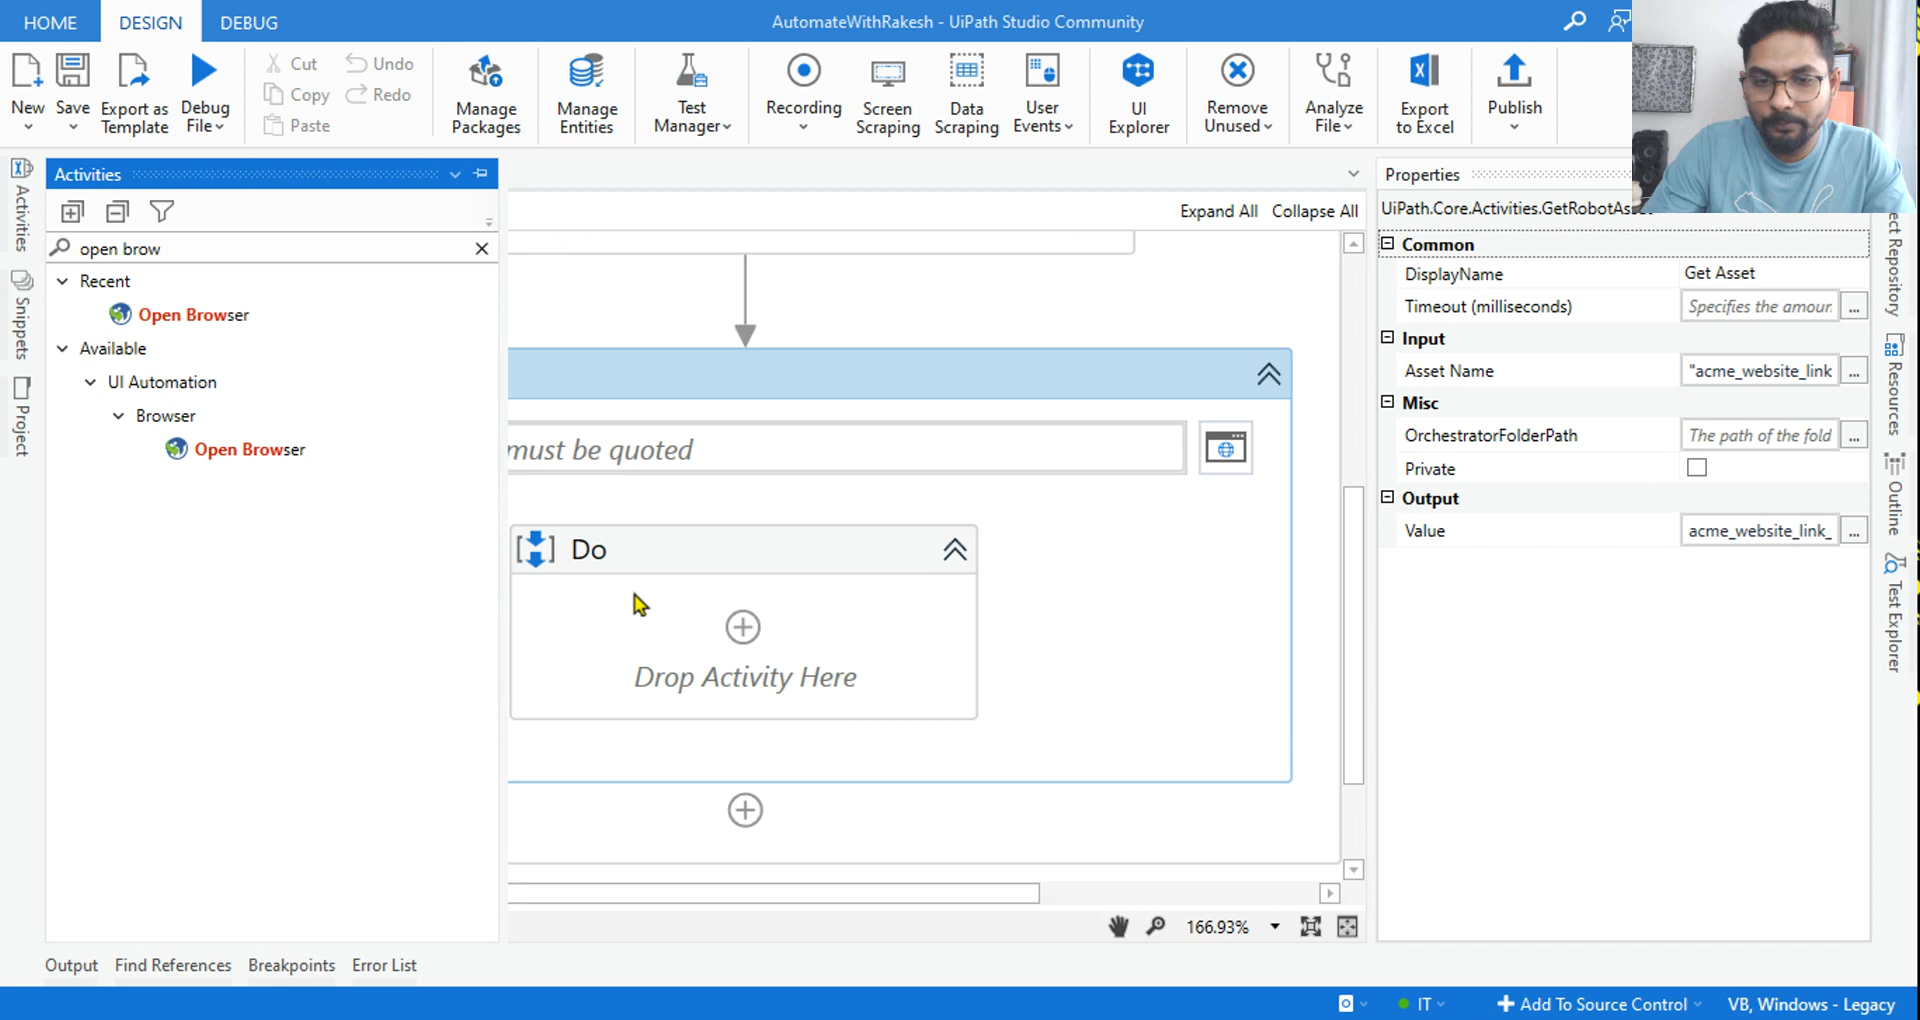 HOME DESIGN DEBUG AutomateWithRakesh - UiPath Studio Community
New Save Export as Template Debug File Cut Copy Paste Undo Redo Manage Packages Manage Entities Test Manager Recording Screen Scraping Data Scraping User Events UI Explorer Remove Unused Analyze File Export to Excel Publish
Activities
Snippets
Project
Activities
open brow
Recent
Open Browser
Available
UI Automation
Browser
Open Browser
Expand All Collapse All
must be quoted
Do
Drop Activity Here
166.93%
Properties
UiPath.Core.Activities.GetRobotAsset
Common
DisplayName Get Asset
Timeout (milliseconds) Specifies the amour
Input
Asset Name "acme_website_link ...
Misc
OrchestratorFolderPath The path of the fold ...
Private
Output
Value acme_website_link_ ...
ect Repository
Resources
Outline
Test Explorer
Output Find References Breakpoints Error List
IT Add To Source Control VB, Windows - Legacy